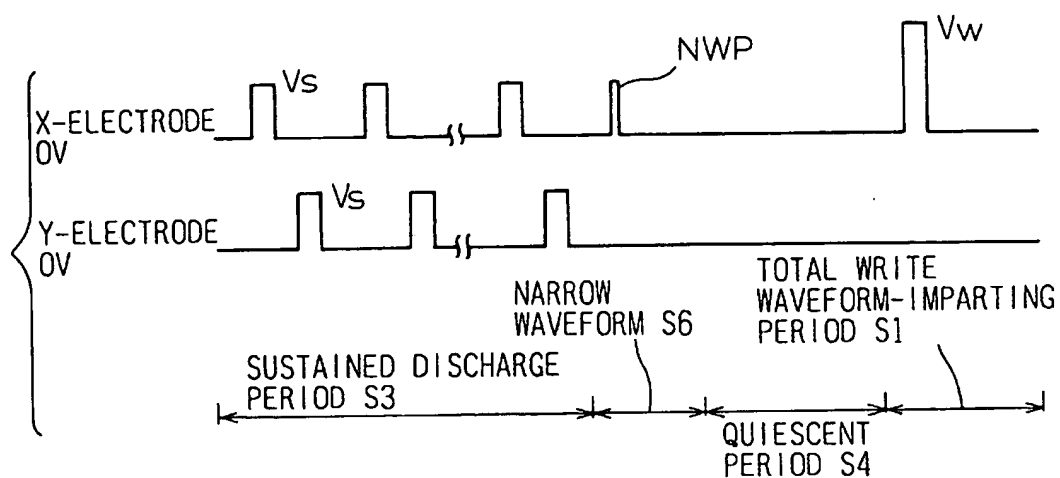 Vw
NWP
Vs
X-ELECTRODE
0V
Vs
Y-ELECTRODE
0V
NARROW
WAVEFORM S6
TOTAL WRITE
WAVEFORM-IMPARTING
PERIOD S1
SUSTAINED DISCHARGE
PERIOD S3
QUIESCENT
PERIOD S4